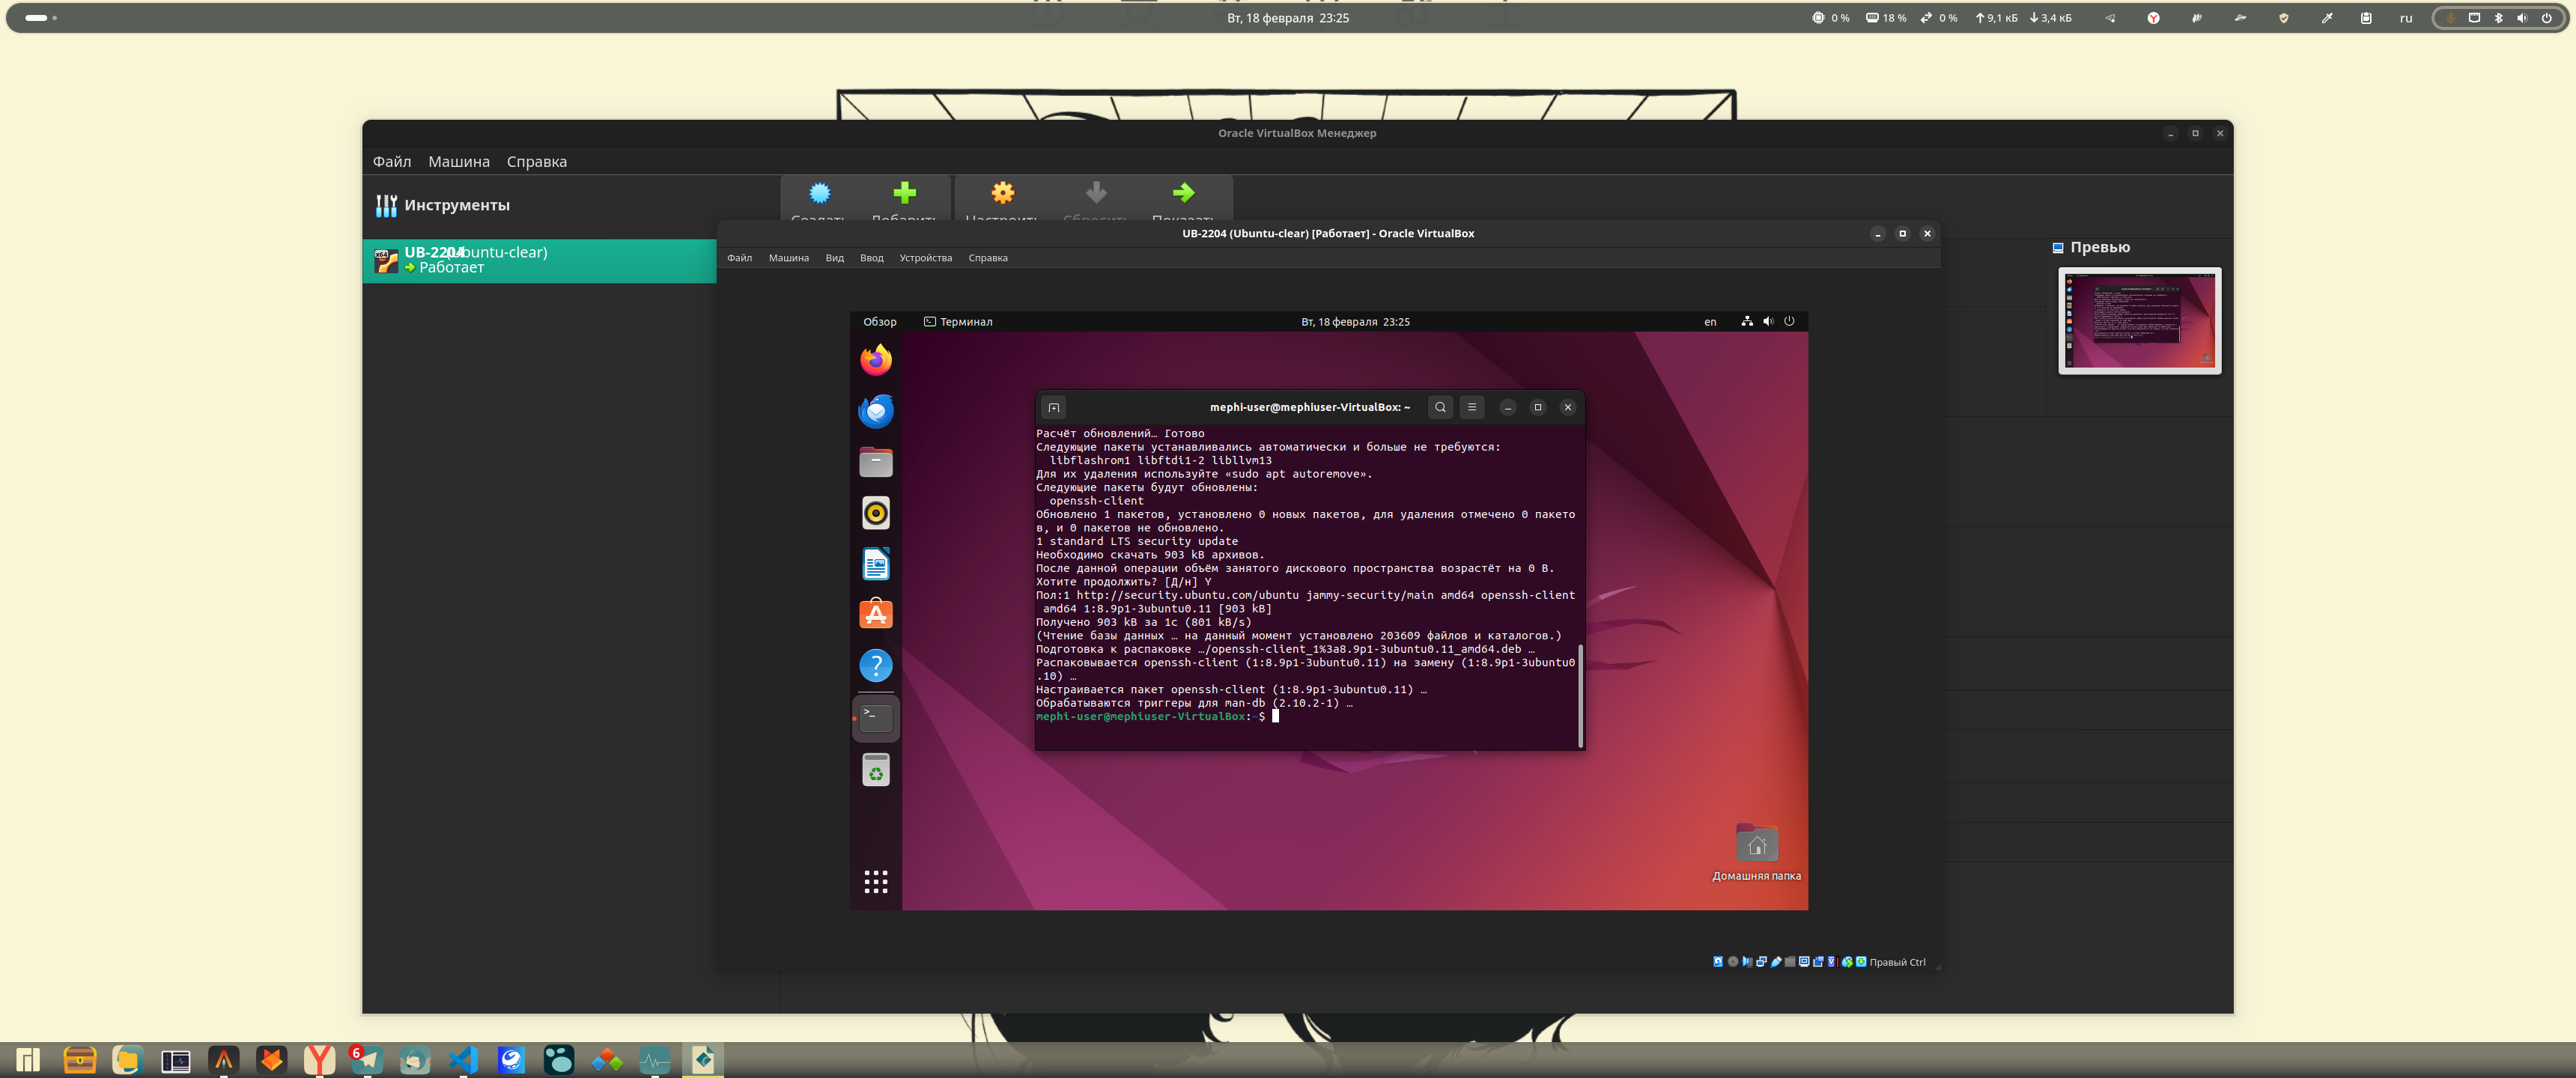 Вт, 18 февраля 23:25
0 % 18 % 0 % 9,1 кБ 3,4 кБ ru
Oracle VirtualBox Менеджер
Файл Машина Справка
Инструменты
Создать Добавить Настроить Сбросить Показать
UB-2204 (Ubuntu-clear)
Работает
Превью
UB-2204 (Ubuntu-clear) [Работает] - Oracle VirtualBox
Файл Машина Вид Ввод Устройства Справка
Обзор Терминал Вт, 18 февраля 23:25 en
mephi-user@mephiuser-VirtualBox: ~
Расчёт обновлений… Готово
Следующие пакеты устанавливались автоматически и больше не требуются:
libflashrom1 libftdi1-2 libllvm13
Для их удаления используйте «sudo apt autoremove».
Следующие пакеты будут обновлены:
openssh-client
Обновлено 1 пакетов, установлено 0 новых пакетов, для удаления отмечено 0 пакето
в, и 0 пакетов не обновлено.
1 standard LTS security update
Необходимо скачать 903 kB архивов.
После данной операции объём занятого дискового пространства возрастёт на 0 B.
Хотите продолжить? [Д/н] Y
Пол:1 http://security.ubuntu.com/ubuntu jammy-security/main amd64 openssh-client
amd64 1:8.9p1-3ubuntu0.11 [903 kB]
Получено 903 kB за 1с (801 kB/s)
(Чтение базы данных … на данный момент установлено 203609 файлов и каталогов.)
Подготовка к распаковке …/openssh-client_1%3a8.9p1-3ubuntu0.11_amd64.deb …
Распаковывается openssh-client (1:8.9p1-3ubuntu0.11) на замену (1:8.9p1-3ubuntu0
.10) …
Настраивается пакет openssh-client (1:8.9p1-3ubuntu0.11) …
Обрабатываются триггеры для man-db (2.10.2-1) …
mephi-user@mephiuser-VirtualBox:~$
Домашняя папка
Правый Ctrl
6